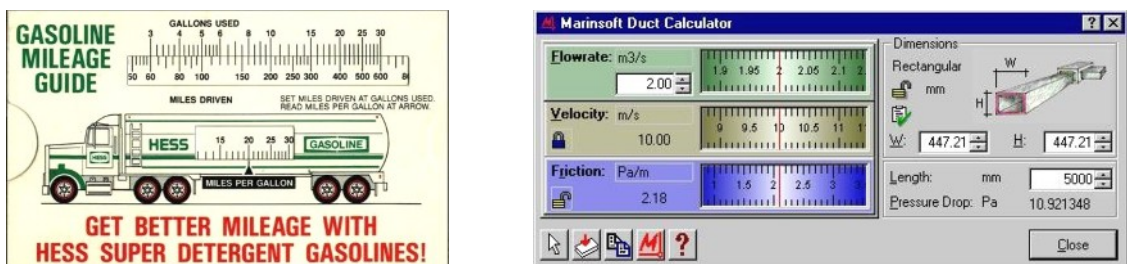 GASOLINE
MILEAGE
GUIDE
GALLONS USED
3 4 5 6 8 10 15 20 25 30
50 60 80 100 150 200 250 300 400 500 600
MILES DRIVEN
SET MILES DRIVEN AT GALLONS USED.
READ MILES PER GALLON AT ARROW.
HESS
HESS
15 20 25 30
GASOLINE
MILES PER GALLON
GET BETTER MILEAGE WITH
HESS SUPER DETERGENT GASOLINES!
Marinsoft Duct Calculator
Flowrate: m3/s
2.00
1.9 1.95 2 2.05 2.1 2.
Velocity: m/s
10.00
9 9.5 10 10.5 11
Friction: Pa/m
2.18
1 1.5 2 2.5 3
Dimensions
Rectangular
mm
W
H
W: 447.21 H: 447.21
Length: mm 5000
Pressure Drop: Pa 10.921348
Close